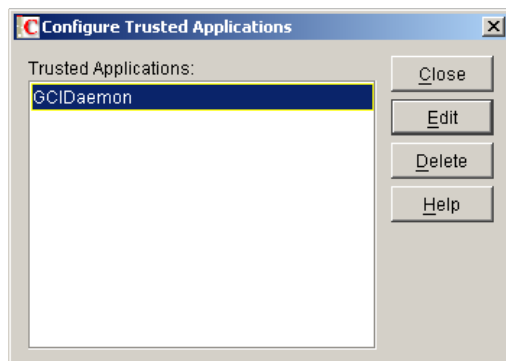 Configure Trusted Applications
Trusted Applications:
GCIDaemon
Close
Edit
Delete
Help